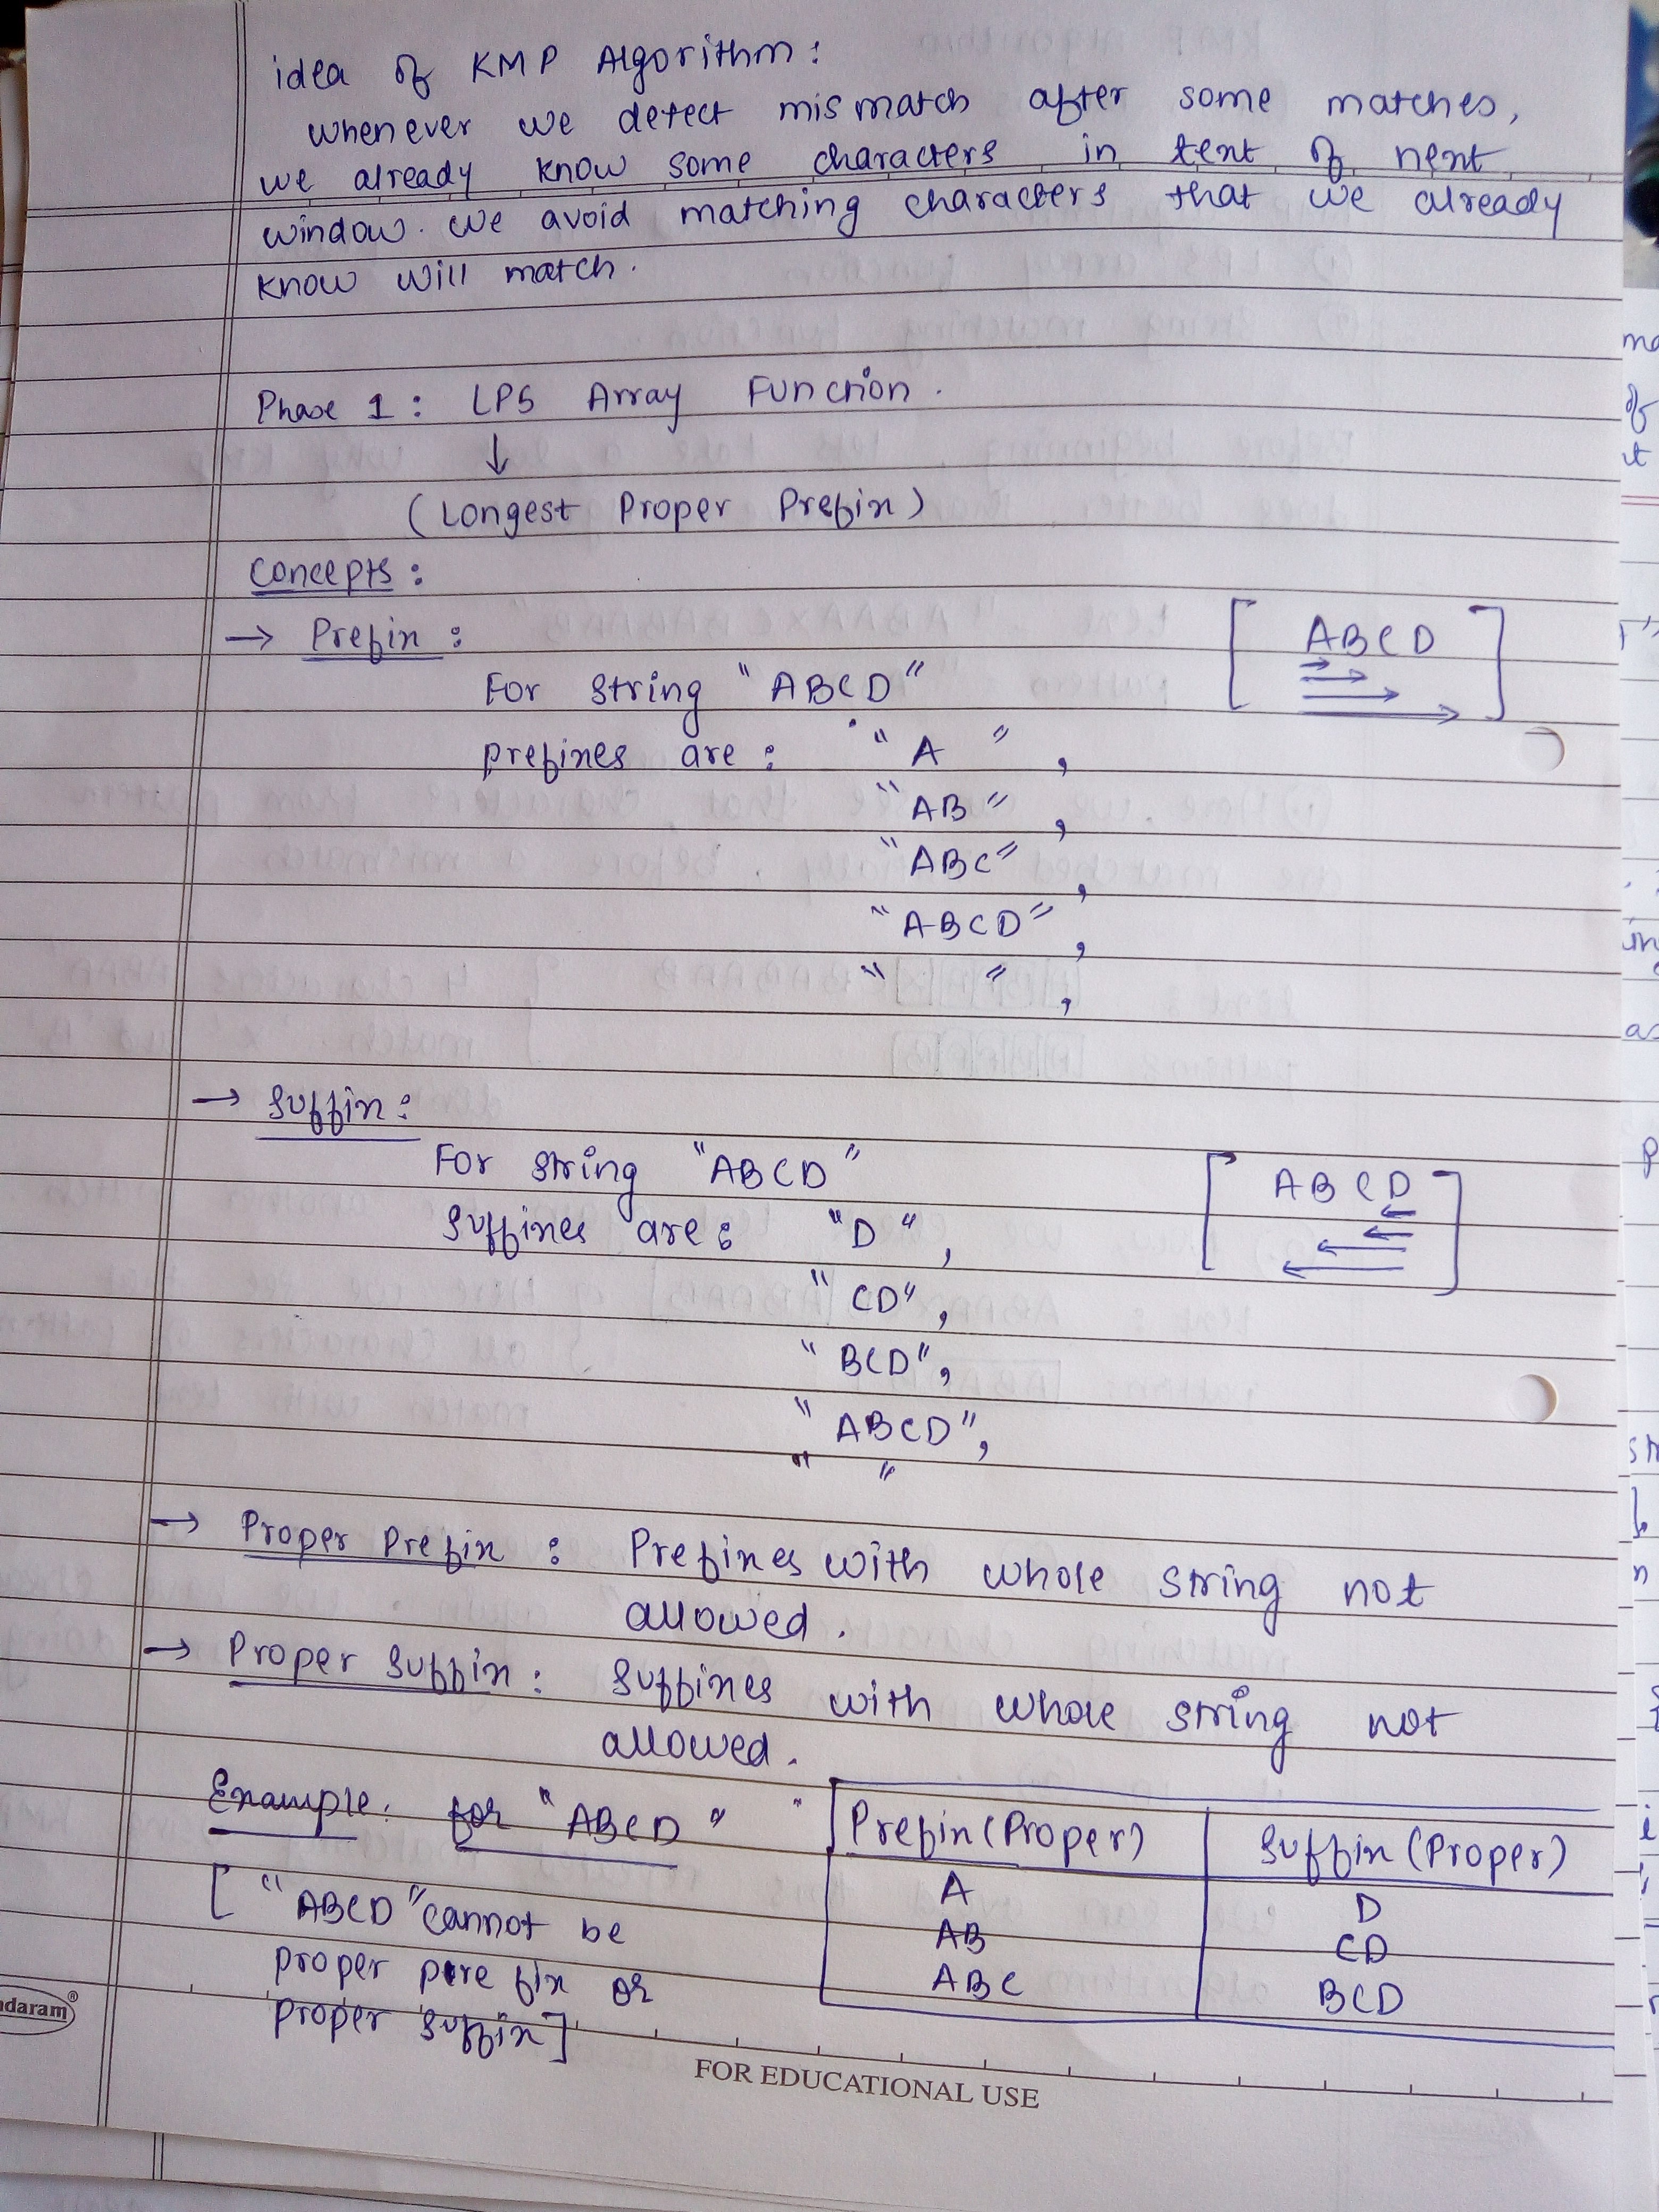 idea of KMP Algorithm:
whenever we detect mismatch after some matches,
we already know some characters in text of next
window. we avoid matching characters that we already
know will match.
Phase 1: LPS Array Function.
↓
(Longest Proper Prefix)
Concepts:
→ Prefix:
[ABCD]
For string "ABCD"
prefixes are: "A",
"AB",
"ABC",
"ABCD",
" ",
→ Suffix:
For string "ABCD"
[ABCD]
Suffixes are: "D",
"CD",
"BCD",
"ABCD",
" "
→ Proper Prefix: Prefixes with whole string not
allowed.
→ Proper Suffix: Suffixes with whole string not
allowed.
Example: for "ABCD"
Prefix (Proper) Suffix (Proper)
A D
AB CD
ABC BCD
["ABCD" cannot be
proper prefix or
proper suffix]
ndaram®
FOR EDUCATIONAL USE